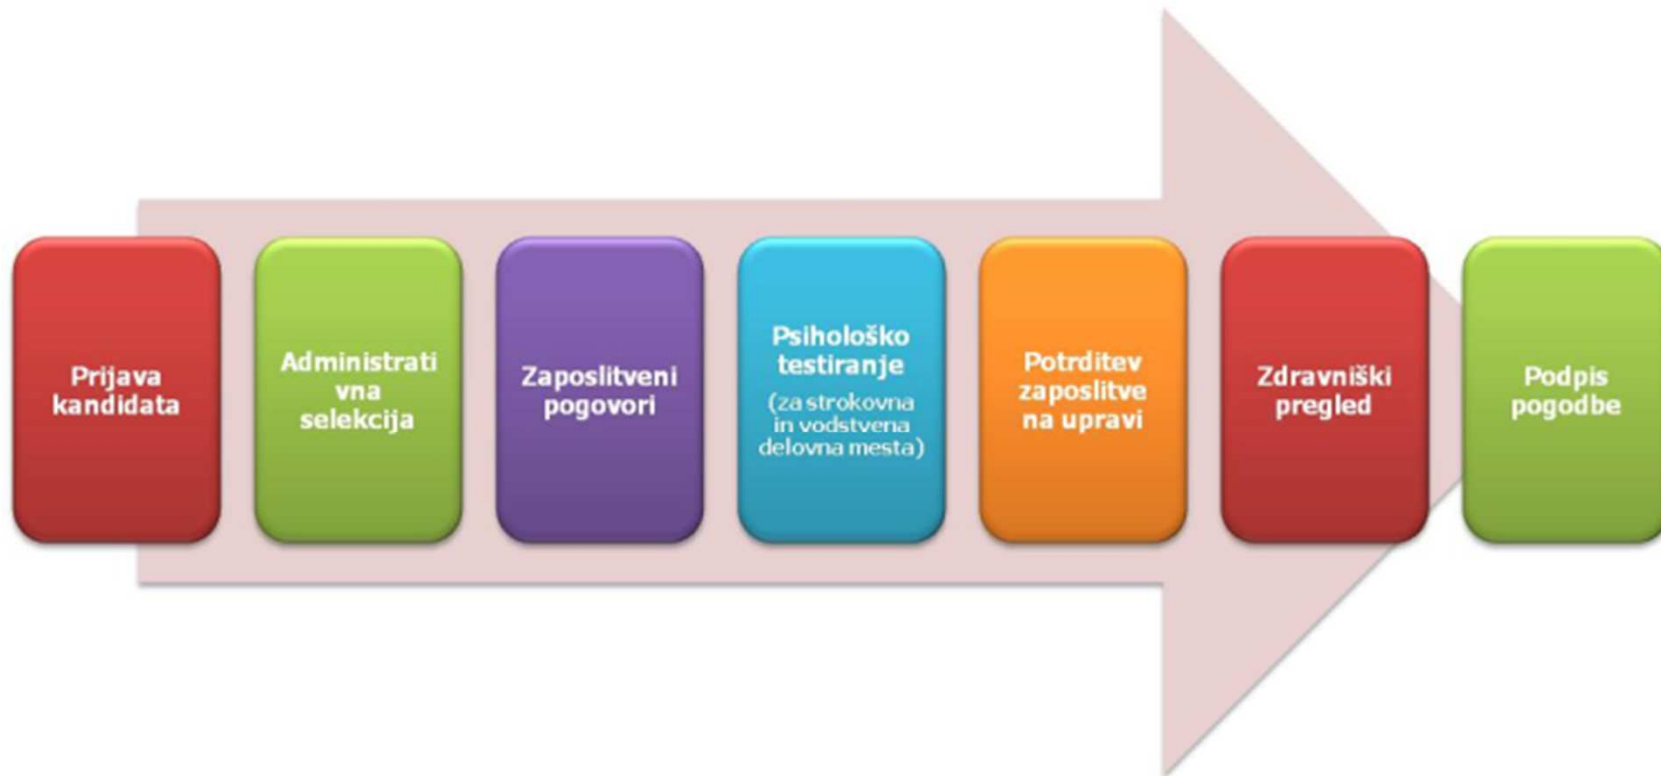 Prijava
kandidata
Administrati
vna
selekcija
Zaposlitveni
pogovori
Psihološko
testiranje
(za strokovna
in vodstvena
delovna mesta)
Potrditev
zaposlitve
na upravi
Zdravniški
pregled
Podpis
pogodbe